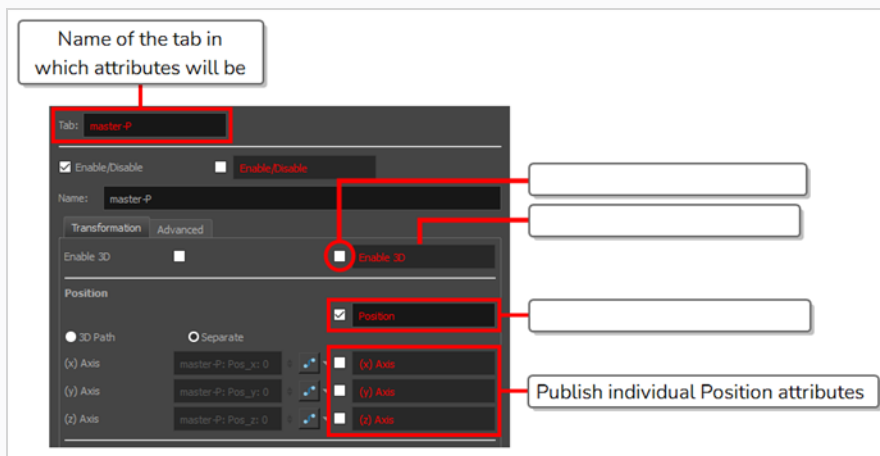 Name of the tab in
which attributes will be
Tab: master-P
Enable/Disable Enable/Disable
Name: master-P
Transformation Advanced
Enable 3D Enable 3D
Position
Position
3D Path Separate
(x) Axis master-P: Pos_x: 0 (x) Axis
(y) Axis master-P: Pos_y: 0 (y) Axis
(z) Axis master-P: Pos_z: 0 (z) Axis
Publish individual Position attributes